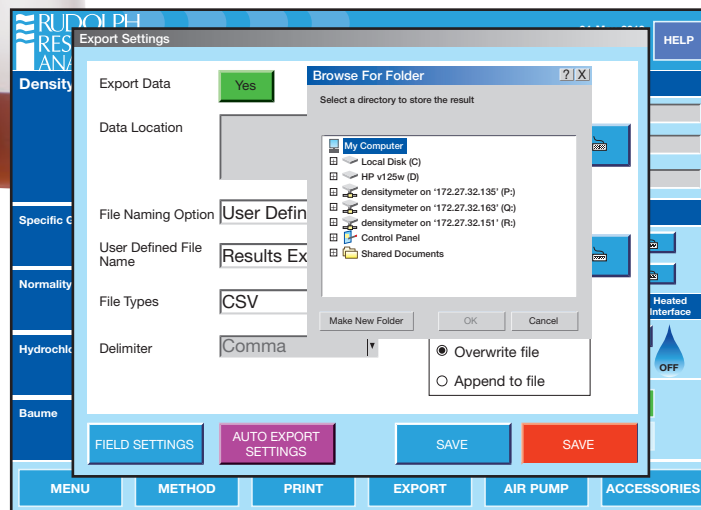 RUDOLPH
Export Settings
HELP
Density
Export Data
Yes
Browse For Folder
? X
Select a directory to store the result
Data Location
My Computer
Local Disk (C)
HP v125w (D)
densitymeter on '172.27.32.135' (P:)
densitymeter on '172.27.32.163' (Q:)
densitymeter on '172.27.32.151' (R:)
Control Panel
Shared Documents
Specific
File Naming Option
User Defin
User Defined File
Name
Results Ex
Normality
File Types
CSV
Make New Folder
OK
Cancel
Heated
Interface
Delimiter
Comma
Overwrite file
Append to file
OFF
Baume
FIELD SETTINGS
AUTO EXPORT
SETTINGS
SAVE
SAVE
MENU
METHOD
PRINT
EXPORT
AIR PUMP
ACCESSORIES